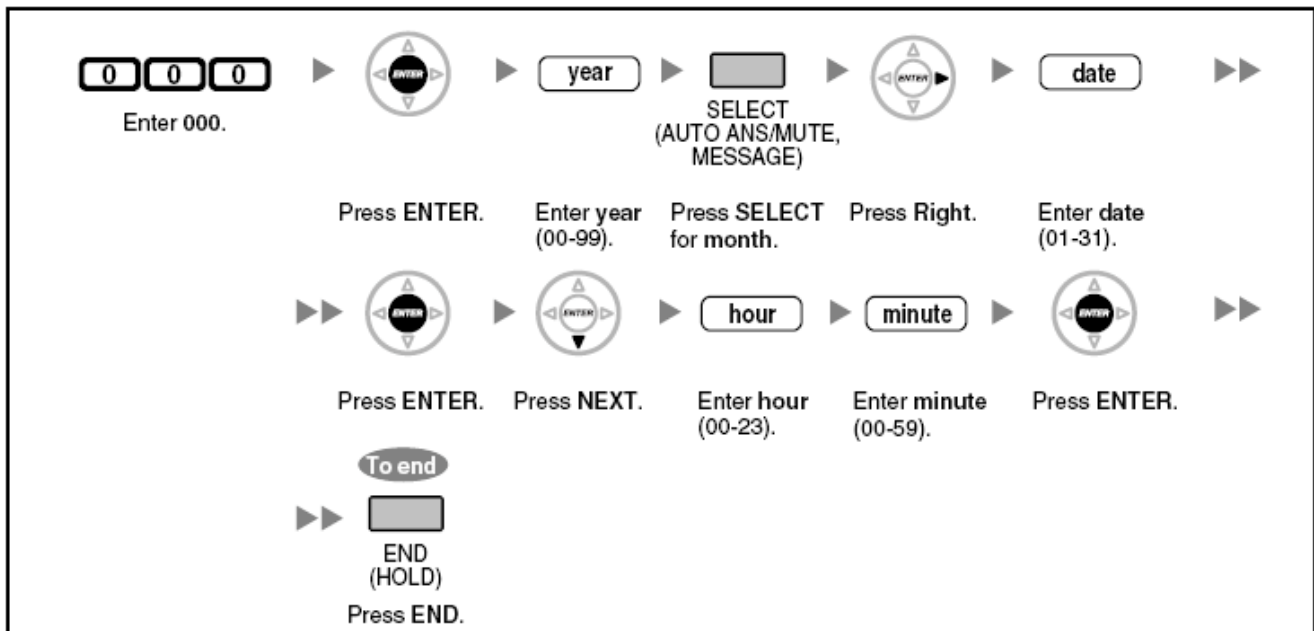 0 0 0
ENTER
year
ENTER
date
Enter 000.
SELECT
(AUTO ANS/MUTE,
MESSAGE)
Press ENTER.
Enter year
(00-99).
Press SELECT
for month.
Press Right.
Enter date
(01-31).
ENTER
ENTER
hour
minute
ENTER
Press ENTER.
Press NEXT.
Enter hour
(00-23).
Enter minute
(00-59).
Press ENTER.
To end
END
(HOLD)
Press END.